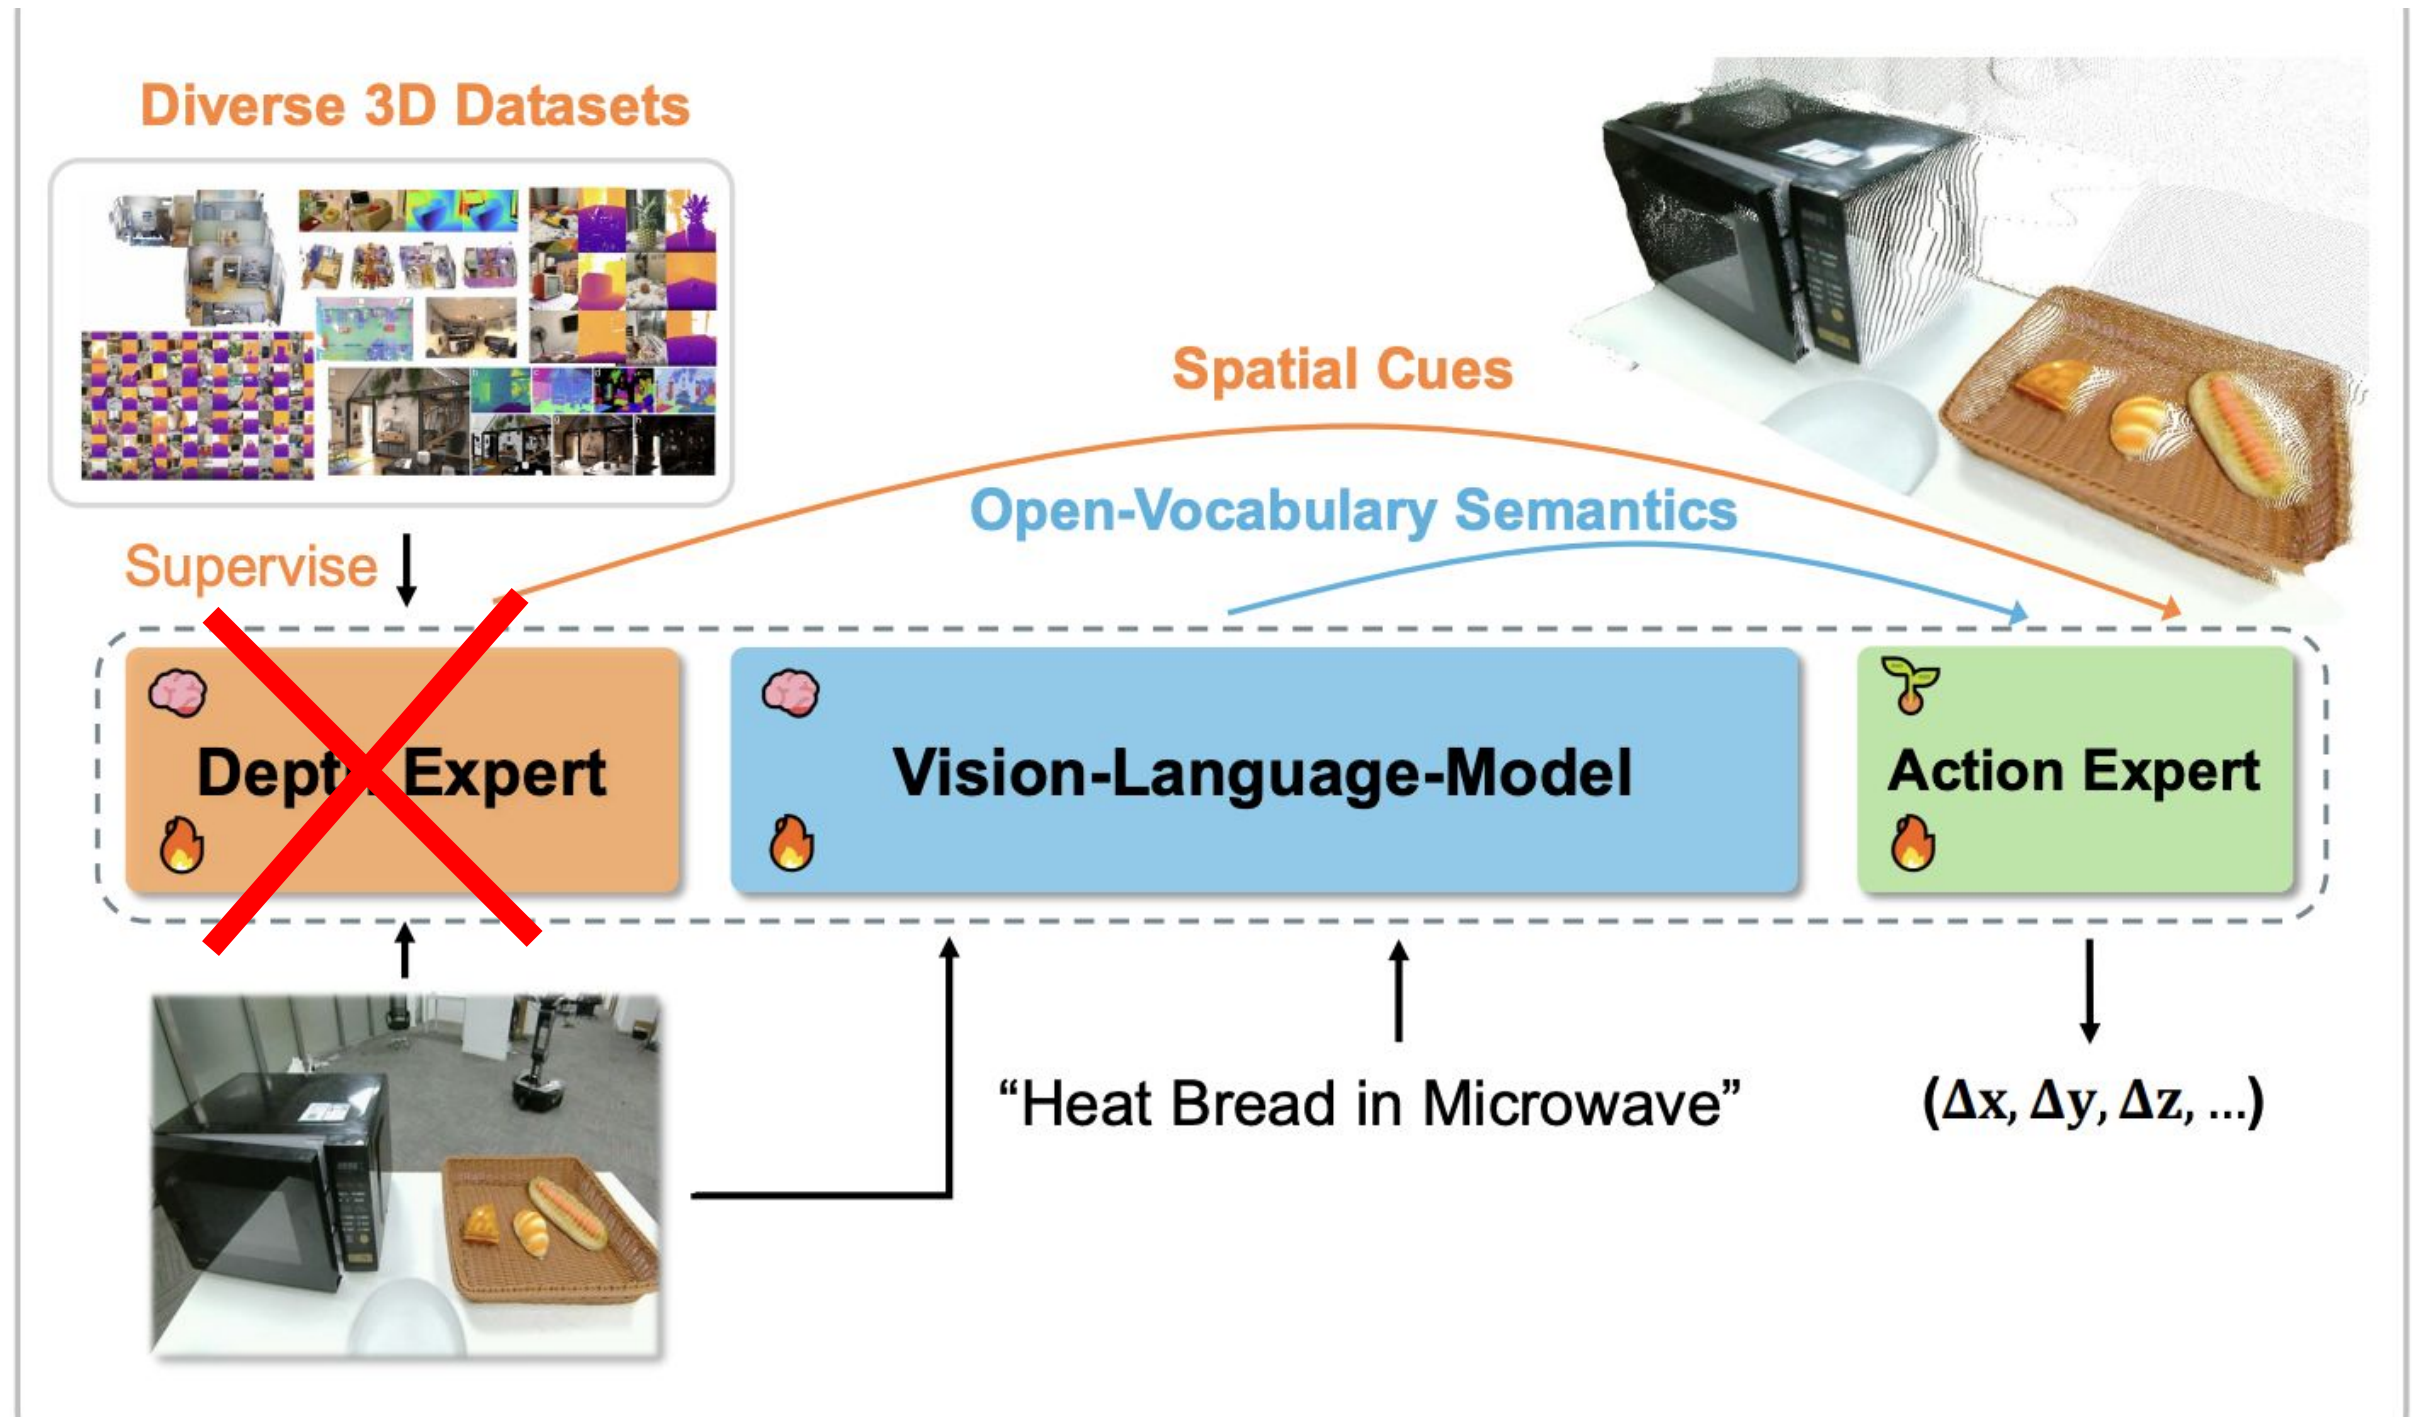 Diverse 3D Datasets
Spatial Cues
Open-Vocabulary Semantics
Supervise
Depth Expert
Vision-Language-Model
Action Expert
“Heat Bread in Microwave”
(Δx, Δy, Δz, ...)